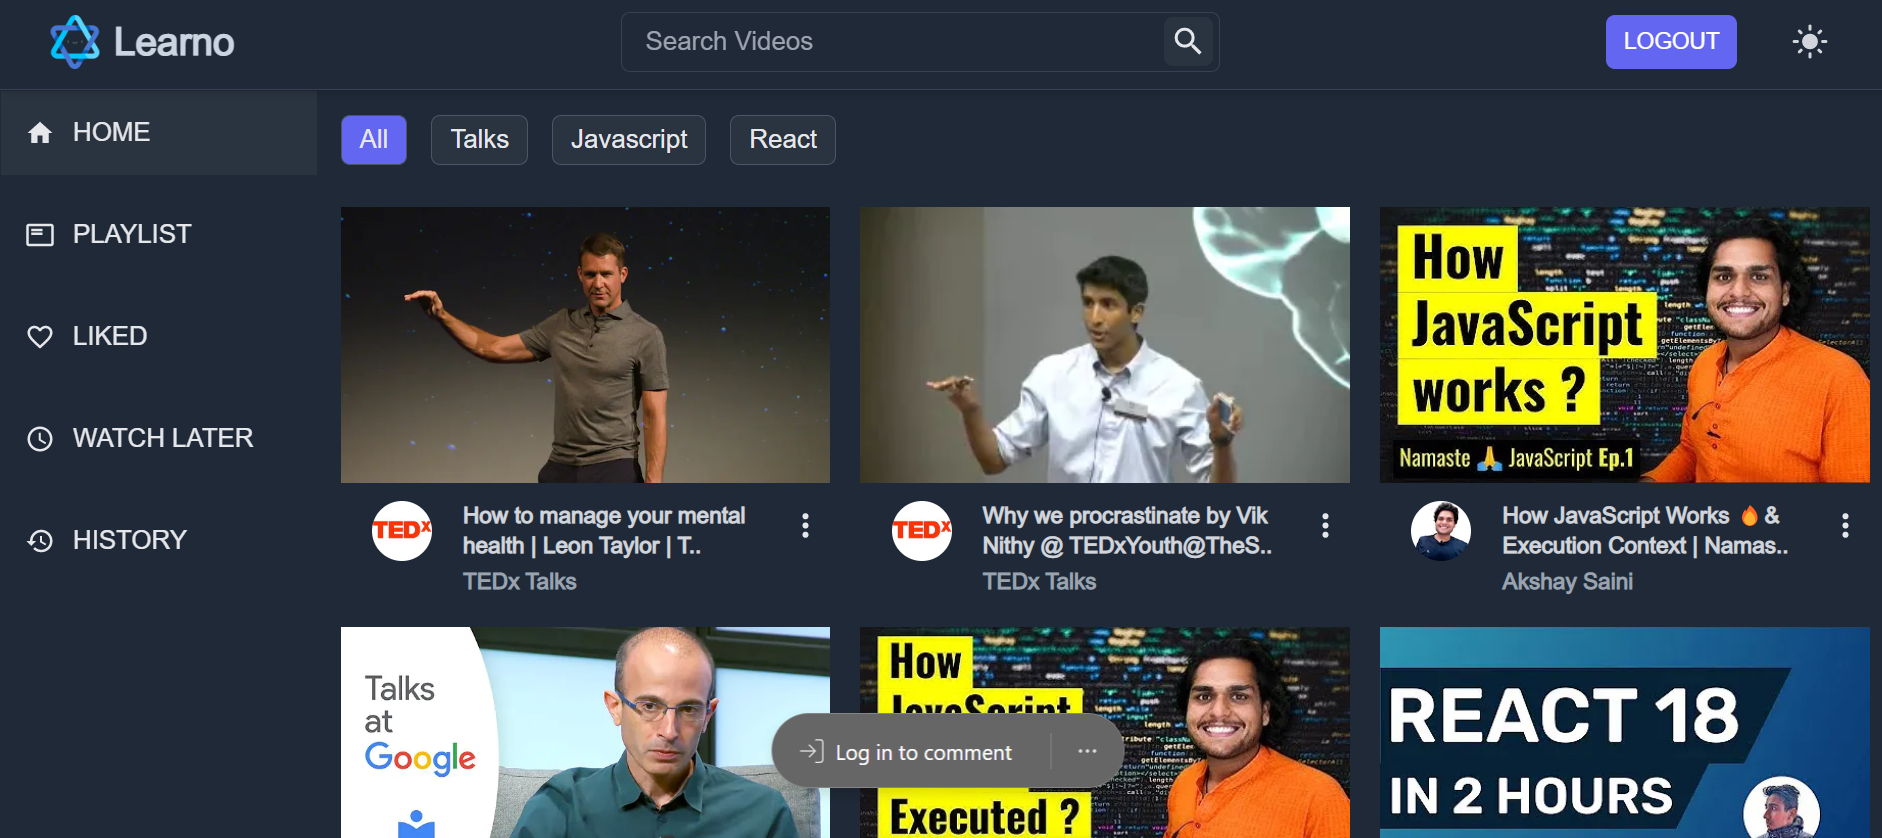 Learno
Search Videos
LOGOUT
HOME
PLAYLIST
LIKED
WATCH LATER
HISTORY
All
Talks
Javascript
React
How
JavaScript
works ?
Namaste 🙏 JavaScript Ep.1
TEDx
How to manage your mental
health | Leon Taylor | T..
TEDx Talks
TEDx
Why we procrastinate by Vik
Nithy @ TEDxYouth@TheS..
TEDx Talks
How JavaScript Works 🔥 &
Execution Context | Namas..
Akshay Saini
Talks
at
Google
How
JavaScript
Executed ?
REACT 18
IN 2 HOURS
Log in to comment